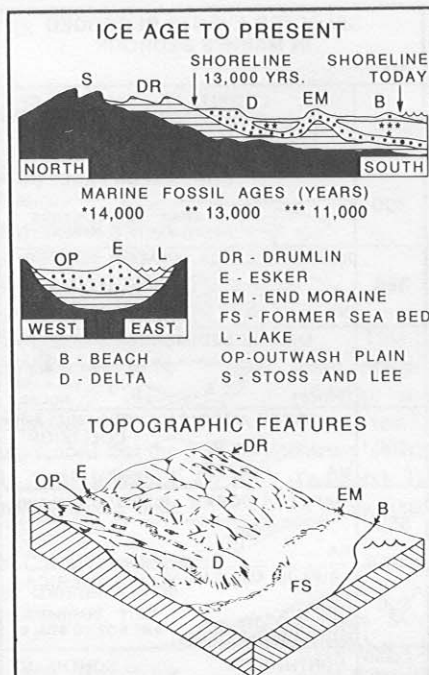 ICE AGE TO PRESENT
SHORELINE SHORELINE
S DR 13,000 YRS. D EM B TODAY
NORTH SOUTH
MARINE FOSSIL AGES (YEARS)
*14,000 **13,000 ***11,000
OP E L
WEST EAST
B - BEACH
D - DELTA
DR - DRUMLIN
E - ESKER
EM - END MORAINE
FS - FORMER SEA BED
L - LAKE
OP-OUTWASH PLAIN
S - STOSS AND LEE
TOPOGRAPHIC FEATURES
DR
OP E EM B
D
FS